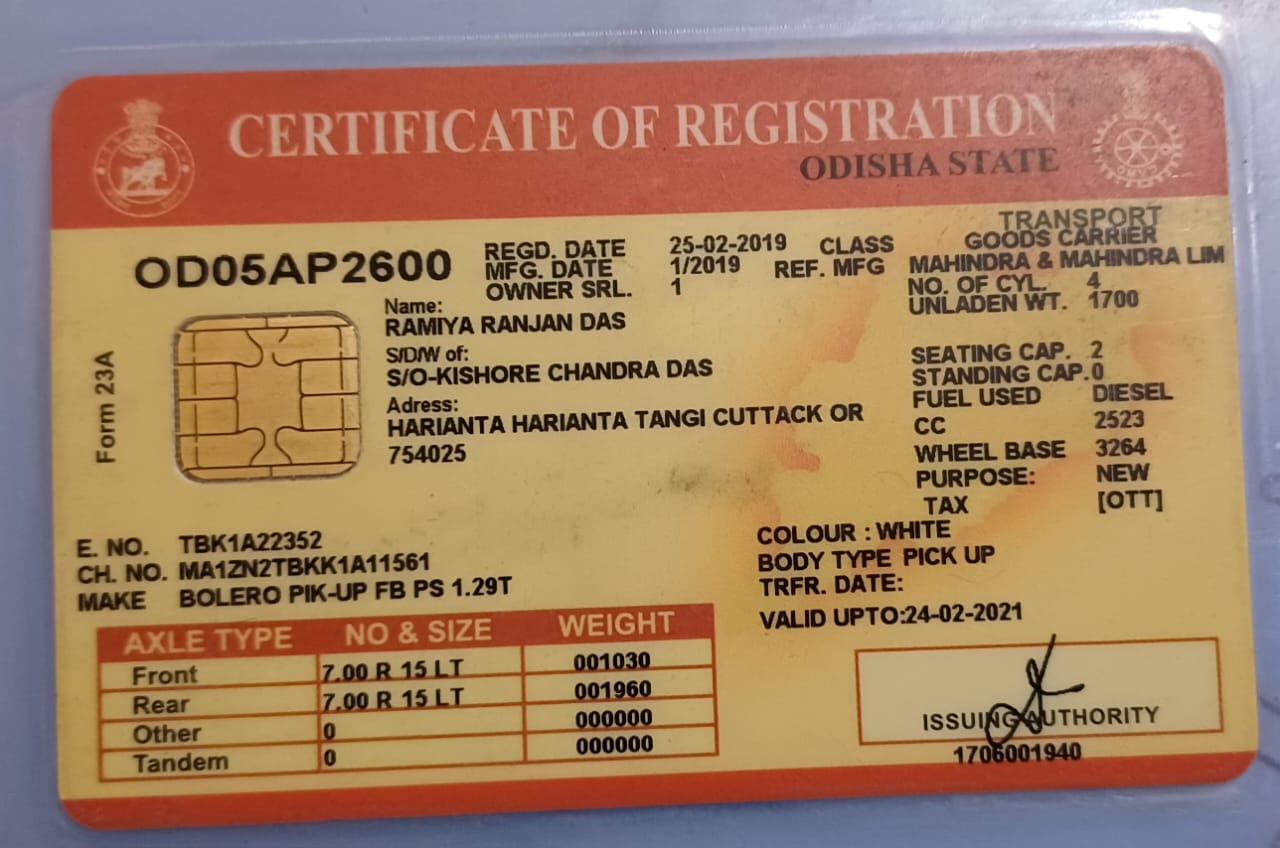 CERTIFICATE OF REGISTRATION
ODISHA STATE
OD05AP2600
REGD. DATE 25-02-2019 CLASS TRANSPORT GOODS CARRIER
MFG. DATE 1/2019 REF. MFG MAHINDRA & MAHINDRA LIM
OWNER SRL. 1
NO. OF CYL. 4
UNLADEN WT. 1700
Form 23A
Name:
RAMIYA RANJAN DAS
S/D/W of:
S/O-KISHORE CHANDRA DAS
Adress:
HARIANTA HARIANTA TANGI CUTTACK OR
754025
SEATING CAP. 2
STANDING CAP.0
FUEL USED DIESEL
CC 2523
WHEEL BASE 3264
PURPOSE: NEW
TAX [OTT]
E. NO. TBK1A22352
CH. NO. MA1ZN2TBKK1A11561
MAKE BOLERO PIK-UP FB PS 1.29T
COLOUR : WHITE
BODY TYPE PICK UP
TRFR. DATE:
VALID UPTO:24-02-2021
AXLE TYPE NO & SIZE WEIGHT
Front 7.00 R 15 LT 001030
Rear 7.00 R 15 LT 001960
Other 0 000000
Tandem 0 000000
ISSUING AUTHORITY
1706001940